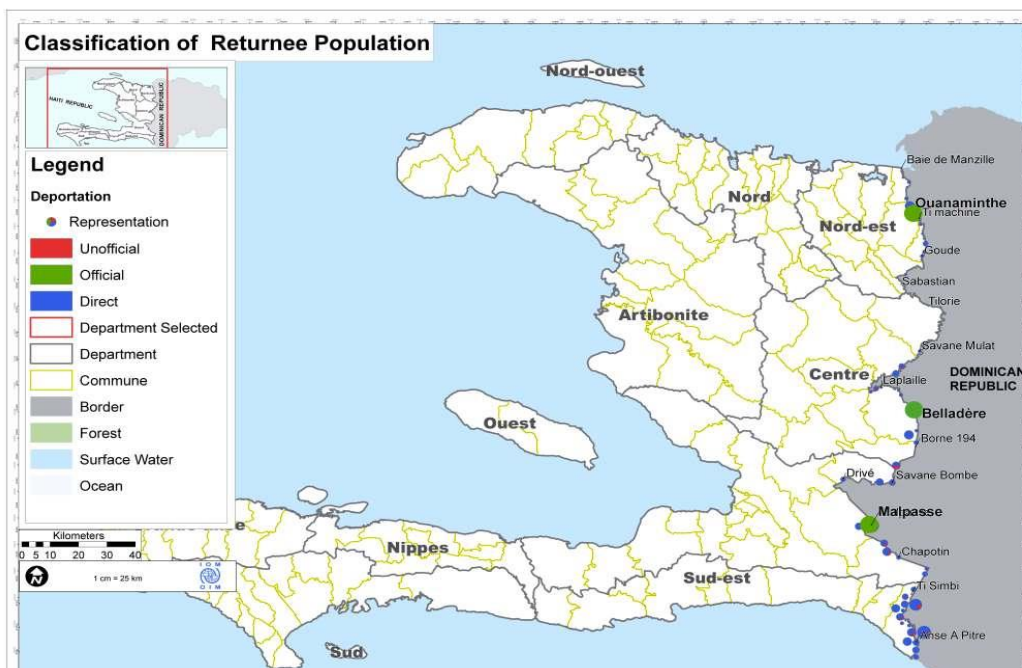 Classification of Returnee Population
HAITI REPUBLIC
DOMINICAN REPUBLIC
Legend
Deportation
Representation
Unofficial
Official
Direct
Department Selected
Department
Commune
Border
Forest
Surface Water
Ocean
Kilometers
0 5 10 20 30 40
1 cm = 25 km
IOM
OIM
Nord-ouest
Baie de Manzille
Nord
Ouanaminthe
Ti machine
Nord-est
Goude
Sabastian
Tilorie
Artibonite
Savane Mulat
Centre
Laplaille
DOMINICAN
REPUBLIC
Ouest
Belladère
Borne 194
Drivé
Savane Bombe
Malpasse
Nippes
Chapotin
Sud-est
Ti Simbi
Anse A Pitre
Sud